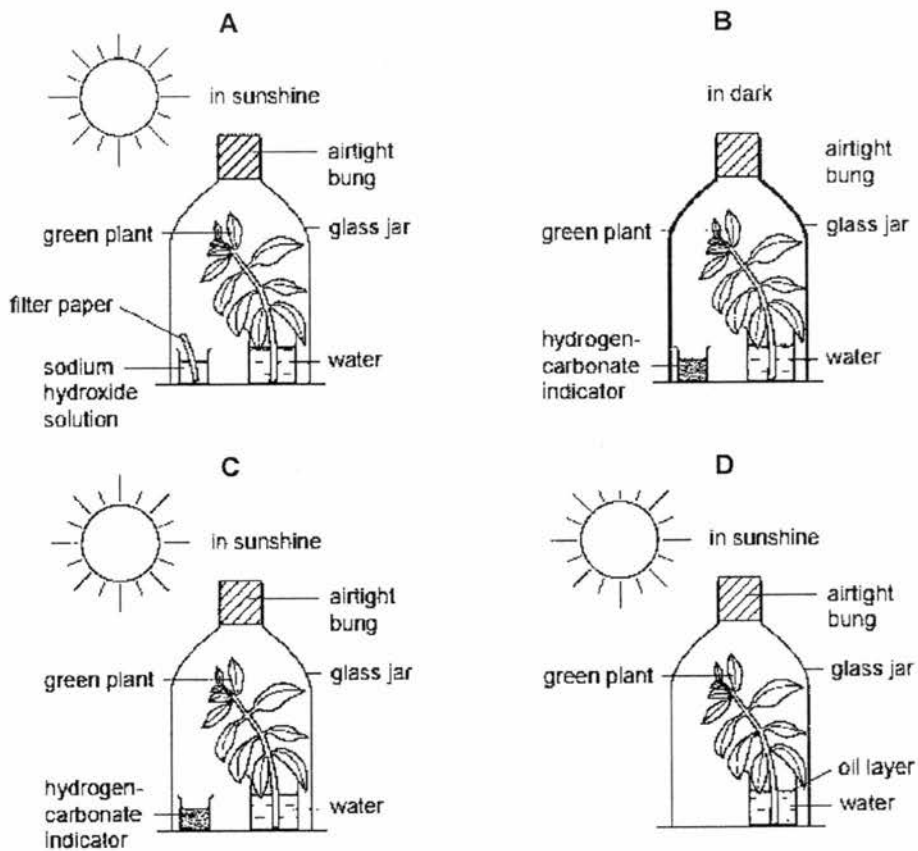 A
in sunshine
airtight
bung
green plant
glass jar
filter paper
sodium
hydroxide
solution
water
B
in dark
airtight
bung
green plant
glass jar
hydrogen-
carbonate
indicator
water
C
in sunshine
airtight
bung
green plant
glass jar
hydrogen-
carbonate
indicator
water
D
in sunshine
airtight
bung
green plant
glass jar
oil layer
water